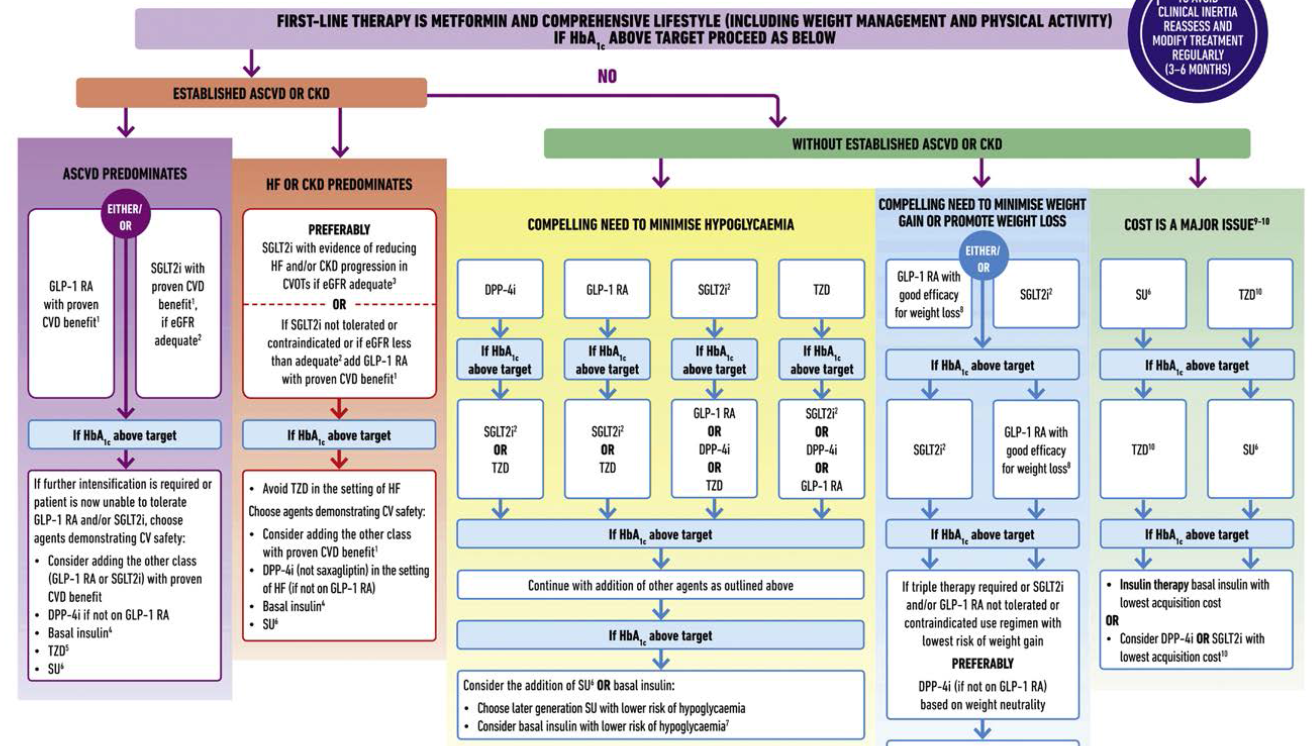 FIRST-LINE THERAPY IS METFORMIN AND COMPREHENSIVE LIFESTYLE (INCLUDING WEIGHT MANAGEMENT AND PHYSICAL ACTIVITY)
IF HbA1c ABOVE TARGET PROCEED AS BELOW
CLINICAL INERTIA
REASSESS AND
MODIFY TREATMENT
REGULARLY
(3–6 MONTHS)
NO
ESTABLISHED ASCVD OR CKD
WITHOUT ESTABLISHED ASCVD OR CKD
ASCVD PREDOMINATES
EITHER/
OR
GLP-1 RA
with proven
CVD benefit¹
SGLT2i with
proven CVD
benefit¹,
if eGFR
adequate²
If HbA1c above target
If further intensification is required or
patient is now unable to tolerate
GLP-1 RA and/or SGLT2i, choose
agents demonstrating CV safety:
• Consider adding the other class
(GLP-1 RA or SGLT2i) with proven
CVD benefit
• DPP-4i if not on GLP-1 RA
• Basal insulin⁴
• TZD⁵
• SU⁶
HF OR CKD PREDOMINATES
PREFERABLY
SGLT2i with evidence of reducing
HF and/or CKD progression in
CVOTs if eGFR adequate³
OR
If SGLT2i not tolerated or
contraindicated or if eGFR less
than adequate² add GLP-1 RA
with proven CVD benefit¹
If HbA1c above target
• Avoid TZD in the setting of HF
Choose agents demonstrating CV safety:
• Consider adding the other class
with proven CVD benefit¹
• DPP-4i (not saxagliptin) in the setting
of HF (if not on GLP-1 RA)
• Basal insulin⁴
• SU⁶
COMPELLING NEED TO MINIMISE HYPOGLYCAEMIA
DPP-4i
GLP-1 RA
SGLT2i²
TZD
If HbA1c
above target
If HbA1c
above target
If HbA1c
above target
If HbA1c
above target
SGLT2i²
OR
TZD
SGLT2i²
OR
TZD
GLP-1 RA
OR
DPP-4i
OR
TZD
SGLT2i²
OR
DPP-4i
OR
GLP-1 RA
If HbA1c above target
Continue with addition of other agents as outlined above
If HbA1c above target
Consider the addition of SU⁶ OR basal insulin:
• Choose later generation SU with lower risk of hypoglycaemia
• Consider basal insulin with lower risk of hypoglycaemia⁷
COMPELLING NEED TO MINIMISE WEIGHT
GAIN OR PROMOTE WEIGHT LOSS
EITHER/
OR
GLP-1 RA with
good efficacy
for weight loss⁸
SGLT2i²
If HbA1c above target
SGLT2i²
GLP-1 RA with
good efficacy
for weight loss⁸
If HbA1c above target
If triple therapy required or SGLT2i
and/or GLP-1 RA not tolerated or
contraindicated use regimen with
lowest risk of weight gain
PREFERABLY
DPP-4i (if not on GLP-1 RA)
based on weight neutrality
COST IS A MAJOR ISSUE⁹⁻¹⁰
SU⁶
TZD¹⁰
If HbA1c above target
TZD¹⁰
SU⁶
If HbA1c above target
• Insulin therapy basal insulin with
lowest acquisition cost
OR
• Consider DPP-4i OR SGLT2i with
lowest acquisition cost¹⁰